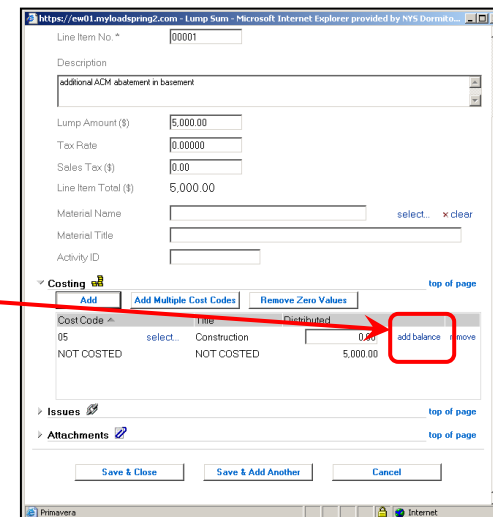 https://ew01.myloadspring2.com - Lump Sum - Microsoft Internet Explorer provided by NYS Dormito...
Line Item No. * 00001
Description
additional ACM abatement in basement
Lump Amount ($) 5,000.00
Tax Rate 0.00000
Sales Tax ($) 0.00
Line Item Total ($) 5,000.00
Material Name select... × clear
Material Title
Activity ID
Costing top of page
Add Add Multiple Cost Codes Remove Zero Values
Cost Code Title Distributed
05 select... Construction 0.00 add balance remove
NOT COSTED NOT COSTED 5,000.00
Issues top of page
Attachments top of page
Save & Close Save & Add Another Cancel
Primavera Internet